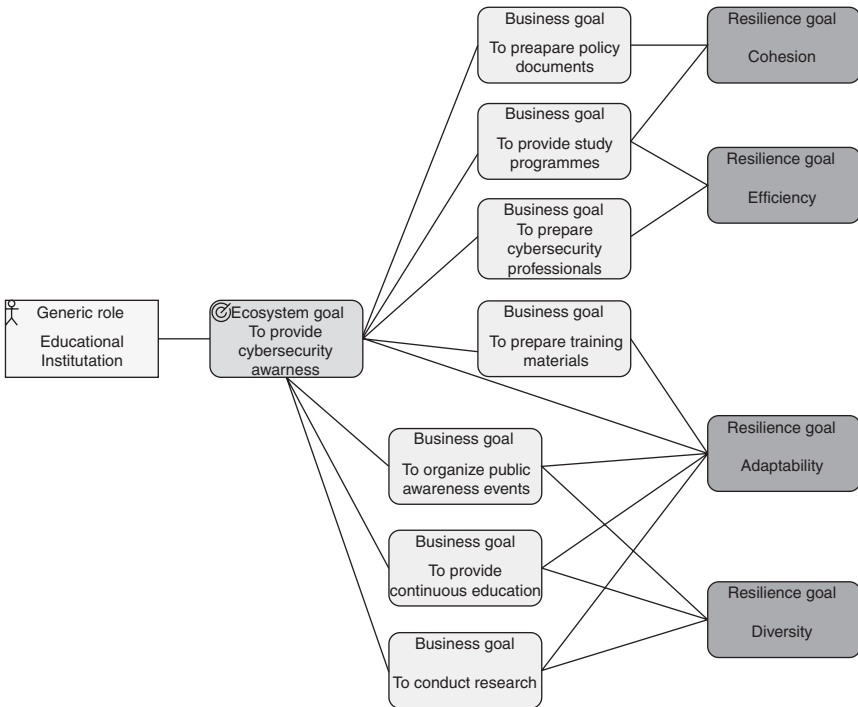 Generic role
Educational
Institution
Ecosystem goal
To provide
cybersecurity
awarness
Business goal
To preapare policy
documents
Business goal
To provide study
programmes
Business goal
To prepare
cybersecurity
professionals
Business goal
To prepare training
materials
Business goal
To organize public
awareness events
Business goal
To provide
continuous education
Business goal
To conduct research
Resilience goal
Cohesion
Resilience goal
Efficiency
Resilience goal
Adaptability
Resilience goal
Diversity